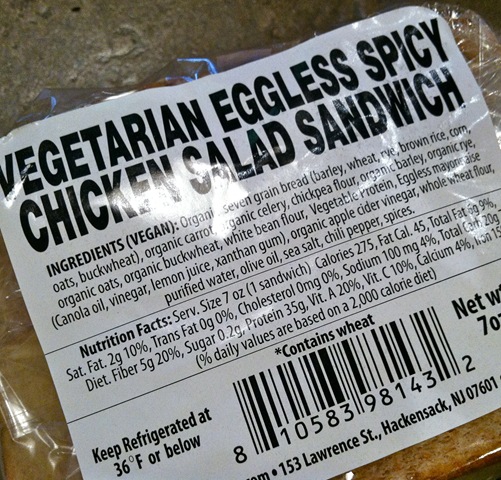 VEGETARIAN EGGLESS SPICY
CHICKEN SALAD SANDWICH
INGREDIENTS (VEGAN): Organic seven grain bread (barley, wheat, rye, brown rice, corn,
oats, buckwheat), organic carrot, organic celery, chickpea flour, organic barley, organic rye,
organic oats, organic buckwheat, white bean flour, Vegetable Protein, Eggless mayonnaise
(Canola oil, vinegar, lemon juice, xanthan gum), organic apple cider vinegar, whole wheat flour,
purified water, olive oil, sea salt, chili pepper, spices.
Nutrition Facts: Serv. Size 7 oz (1 sandwich) Calories 275, Fat Cal. 45, Total Fat 5g 9%,
Sat. Fat. 2g 10%, Trans Fat 0g 0%, Cholesterol 0mg 0%, Sodium 100 mg 4%, Total Carb. 20g
Diet. Fiber 5g 20%, Sugar 0.2g, Protein 35g, Vit. A 20%, Vit. C 10%, Calcium 4%, Iron 15
(% daily values are based on a 2,000 calorie diet)
*Contains wheat
Net w
7oz
Keep Refrigerated at
36°F or below
8 10583 98143 2
om • 153 Lawrence St., Hackensack, NJ 07601